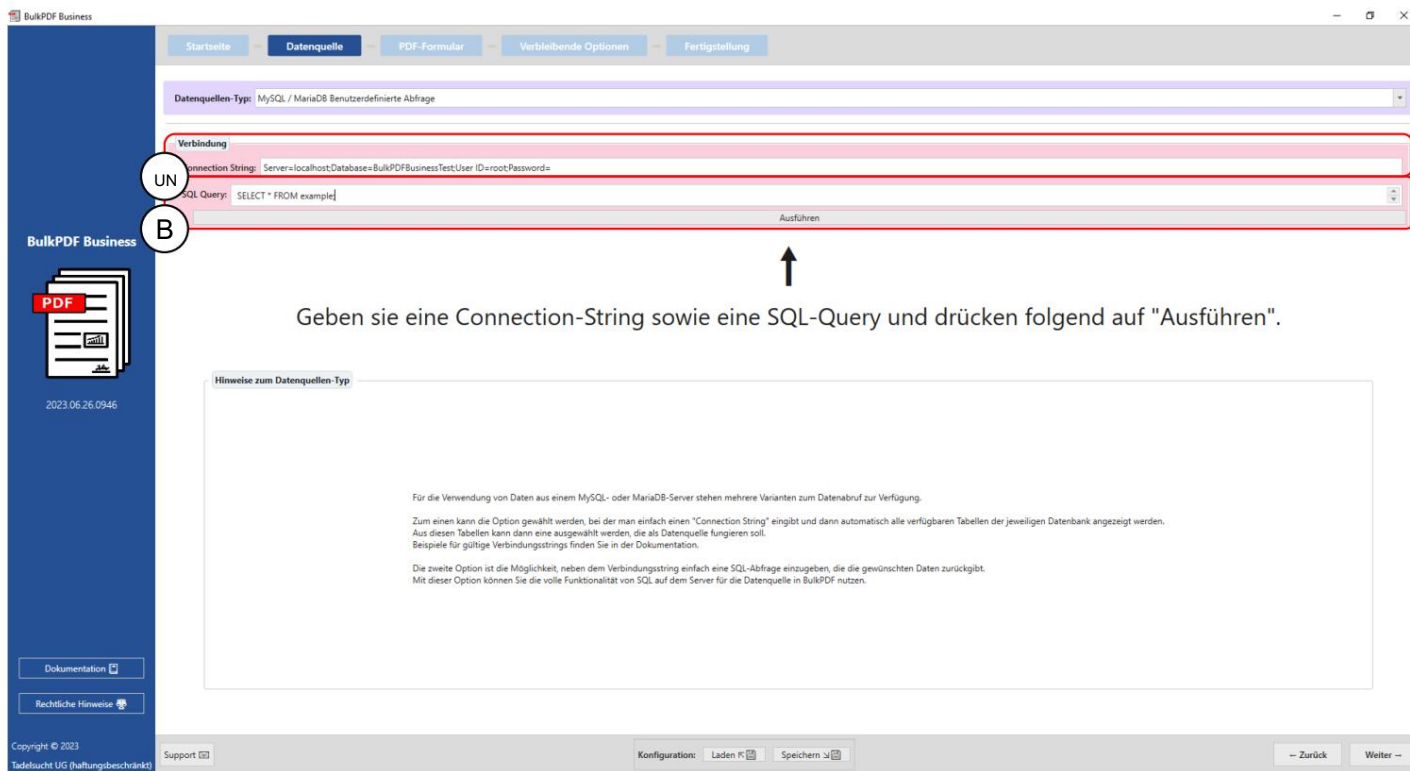 BulkPDF Business
Startseite
Datenquelle
PDF-Formular
Verbleibende Optionen
Fertigstellung
Datenquellen-Typ: MySQL / MariaDB Benutzerdefinierte Abfrage
Verbindung
onnection String: Server=localhost;Database=BulkPDFBusinessTest;User ID=root;Password=
UN
SQL Query: SELECT * FROM example;
Ausführen
B
BulkPDF Business
PDF
2023.06.26.0946
Geben sie eine Connection-String sowie eine SQL-Query und drücken folgend auf "Ausführen".
Hinweise zum Datenquellen-Typ
Für die Verwendung von Daten aus einem MySQL- oder MariaDB-Server stehen mehrere Varianten zum Datenabruf zur Verfügung.
Zum einen kann die Option gewählt werden, bei der man einfach einen "Connection String" eingibt und dann automatisch alle verfügbaren Tabellen der jeweiligen Datenbank angezeigt werden.
Aus diesen Tabellen kann dann eine ausgewählt werden, die als Datenquelle fungieren soll.
Beispiele für gültige Verbindungsstrings finden Sie in der Dokumentation.
Die zweite Option ist die Möglichkeit, neben dem Verbindungsstring einfach eine SQL-Abfrage einzugeben, die die gewünschten Daten zurückgibt.
Mit dieser Option können Sie die volle Funktionalität von SQL auf dem Server für die Datenquelle in BulkPDF nutzen.
Dokumentation
Rechtliche Hinweise
Copyright © 2023
Tadelsucht UG (haftungsbeschränkt)
Support
Konfiguration:
Laden
Speichern
← Zurück
Weiter →